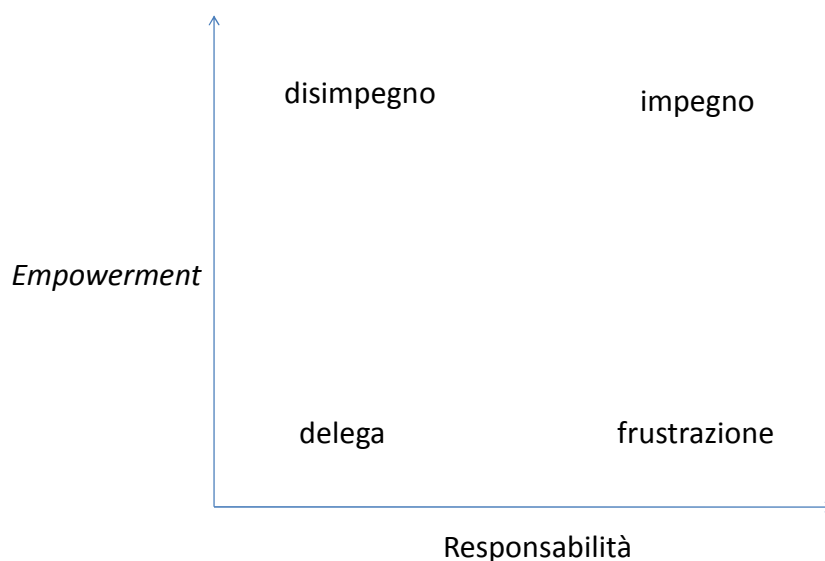 disimpegno
impegno
Empowerment
delega
frustrazione
Responsabilità